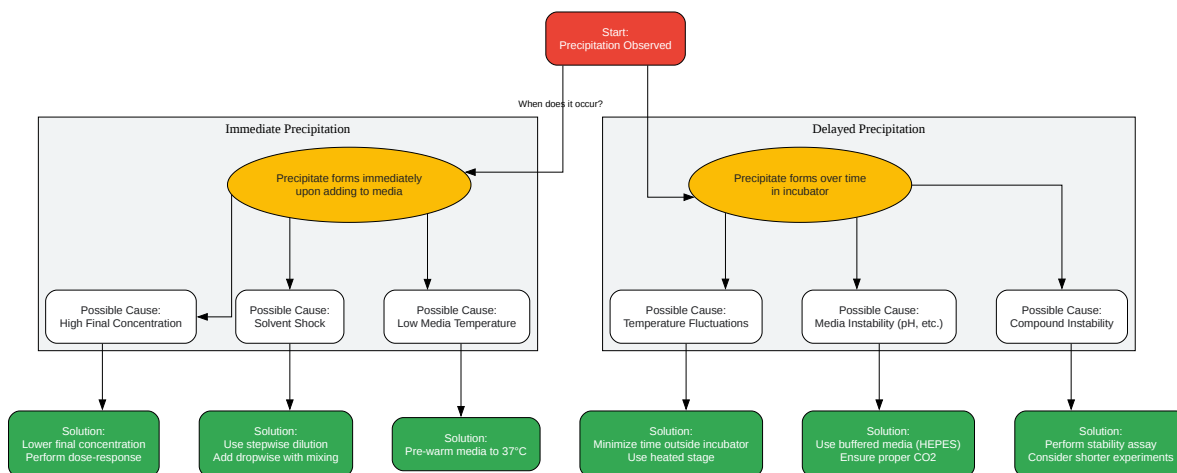 Start:
Precipitation Observed
When does it occur?
Immediate Precipitation
Precipitate forms immediately
upon adding to media
Possible Cause:
High Final Concentration
Possible Cause:
Solvent Shock
Possible Cause:
Low Media Temperature
Solution:
Lower final concentration
Perform dose-response
Solution:
Use stepwise dilution
Add dropwise with mixing
Solution:
Pre-warm media to 37°C
Delayed Precipitation
Precipitate forms over time
in incubator
Possible Cause:
Temperature Fluctuations
Possible Cause:
Media Instability (pH, etc.)
Possible Cause:
Compound Instability
Solution:
Minimize time outside incubator
Use heated stage
Solution:
Use buffered media (HEPES)
Ensure proper CO2
Solution:
Perform stability assay
Consider shorter experiments